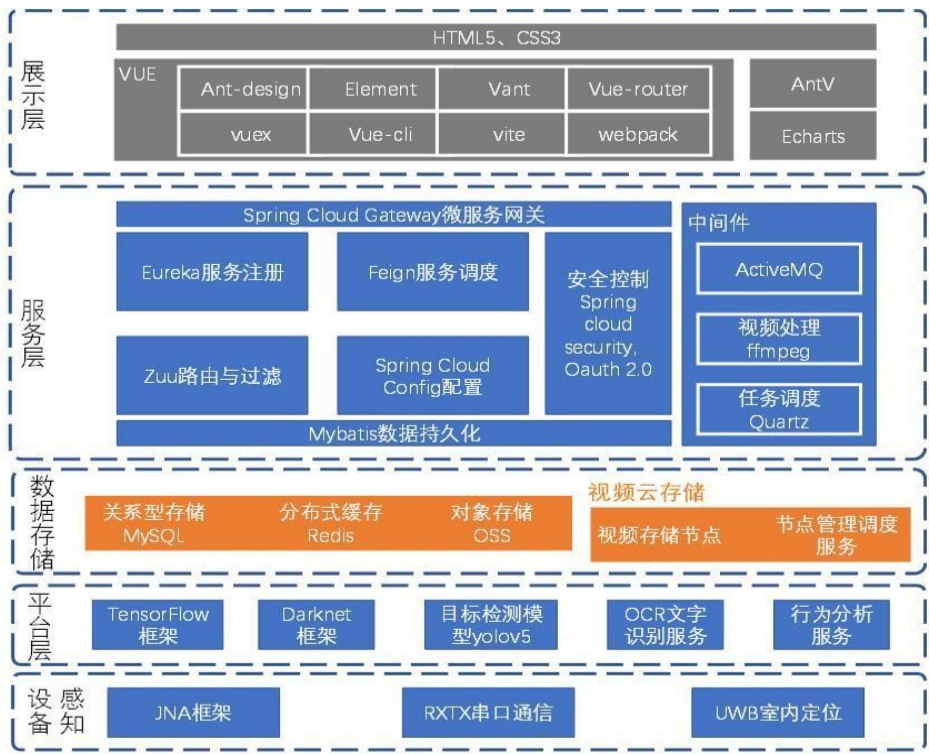 展示层
HTML5、CSS3
VUE
Ant-design
Element
Vant
Vue-router
vuex
Vue-cli
vite
webpack
AntV
Echarts
服务层
Spring Cloud Gateway微服务网关
Eureka服务注册
Feign服务调度
安全控制
Spring
cloud
security,
Oauth 2.0
Zuu路由与过滤
Spring Cloud
Config配置
Mybatis数据持久化
中间件
ActiveMQ
视频处理
ffmpeg
任务调度
Quartz
数据存储
关系型存储
MySQL
分布式缓存
Redis
对象存储
OSS
视频云存储
视频存储节点
节点管理调度
服务
平台层
TensorFlow
框架
Darknet
框架
目标检测模
型yolov5
OCR文字
识别服务
行为分析
服务
设备感知
JNA框架
RXTX串口通信
UWB室内定位